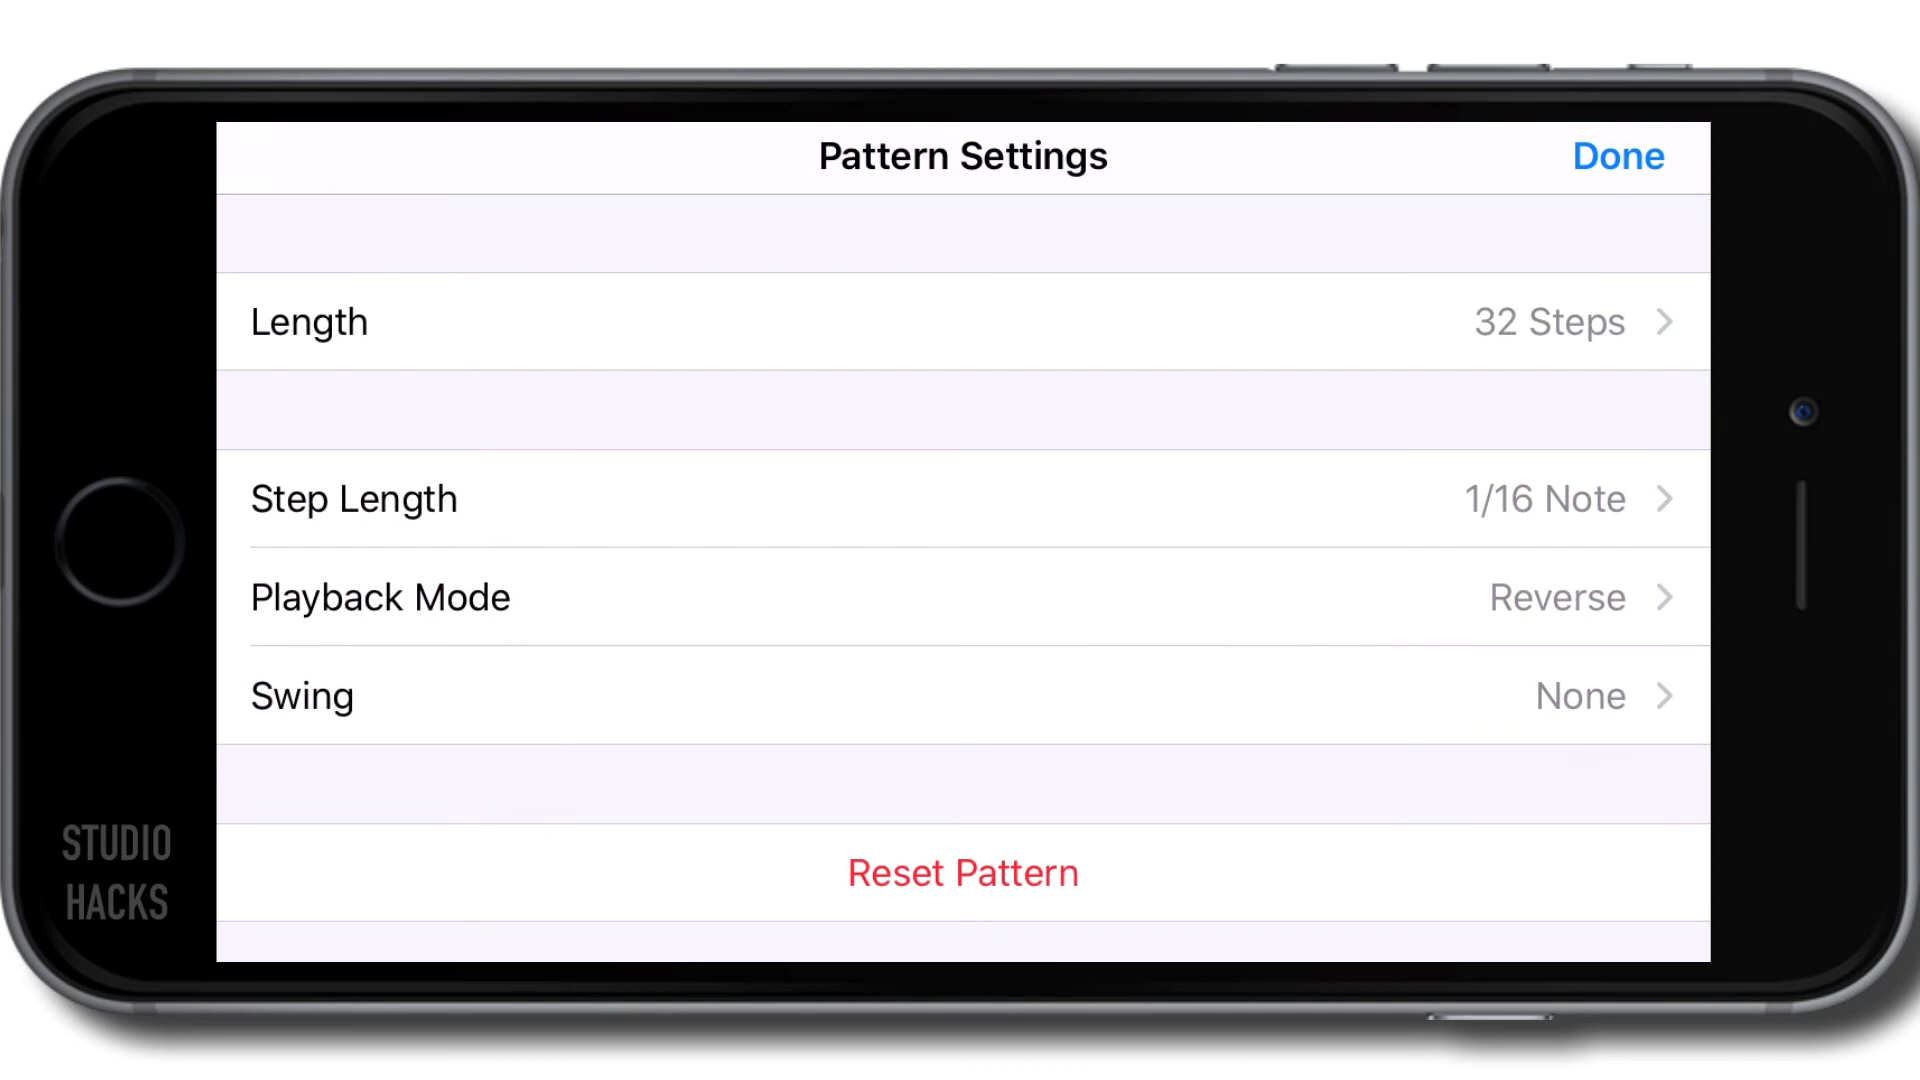 Pattern Settings
Done
Length
32 Steps
Step Length
1/16 Note
Playback Mode
Reverse
Swing
None
Reset Pattern
STUDIO
HACKS